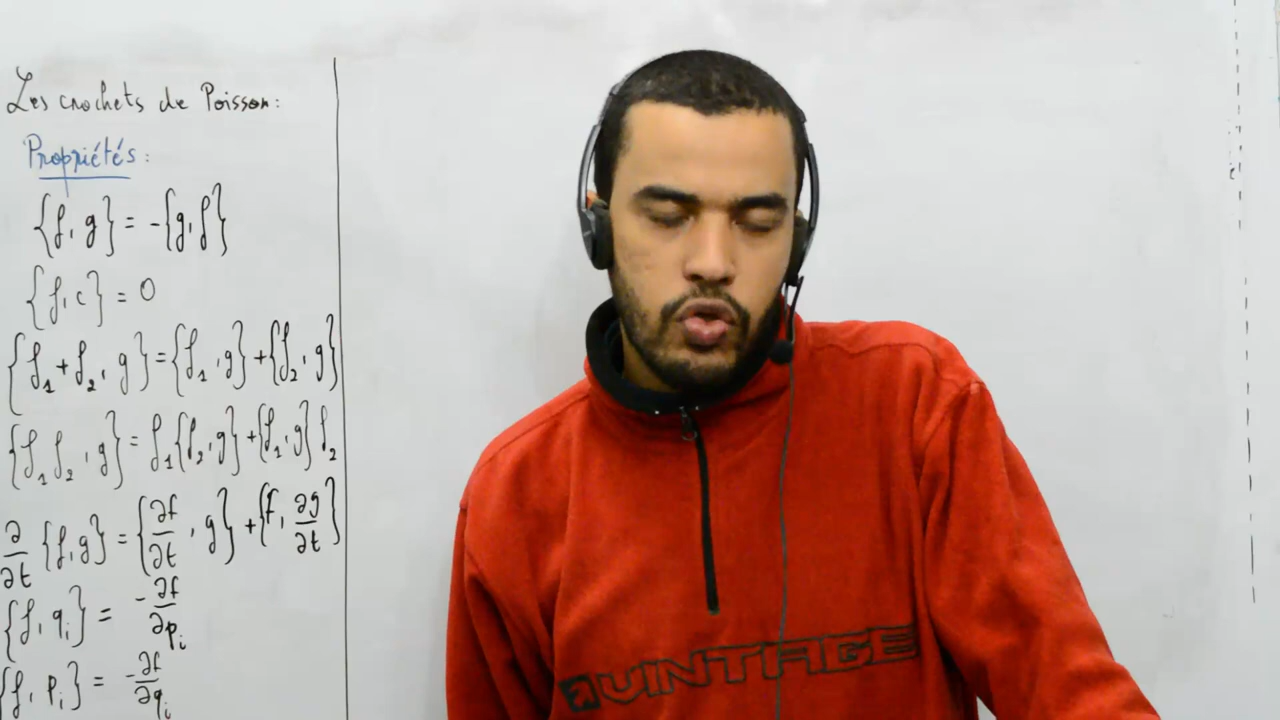 Les crochets de Poisson:
Propriétés:
{f, g} = -{g, f}
{f, c} = 0
{f₁ + f₂, g} = {f₁, g} + {f₂, g}
{f₁ f₂, g} = f₁{f₂, g} + {f₁, g} f₂
∂/∂t {f, g} = {∂f/∂t, g} + {f, ∂g/∂t}
{f, qᵢ} = -∂f/∂pᵢ
{f, pᵢ} = -∂f/∂qᵢ
VINTAGE